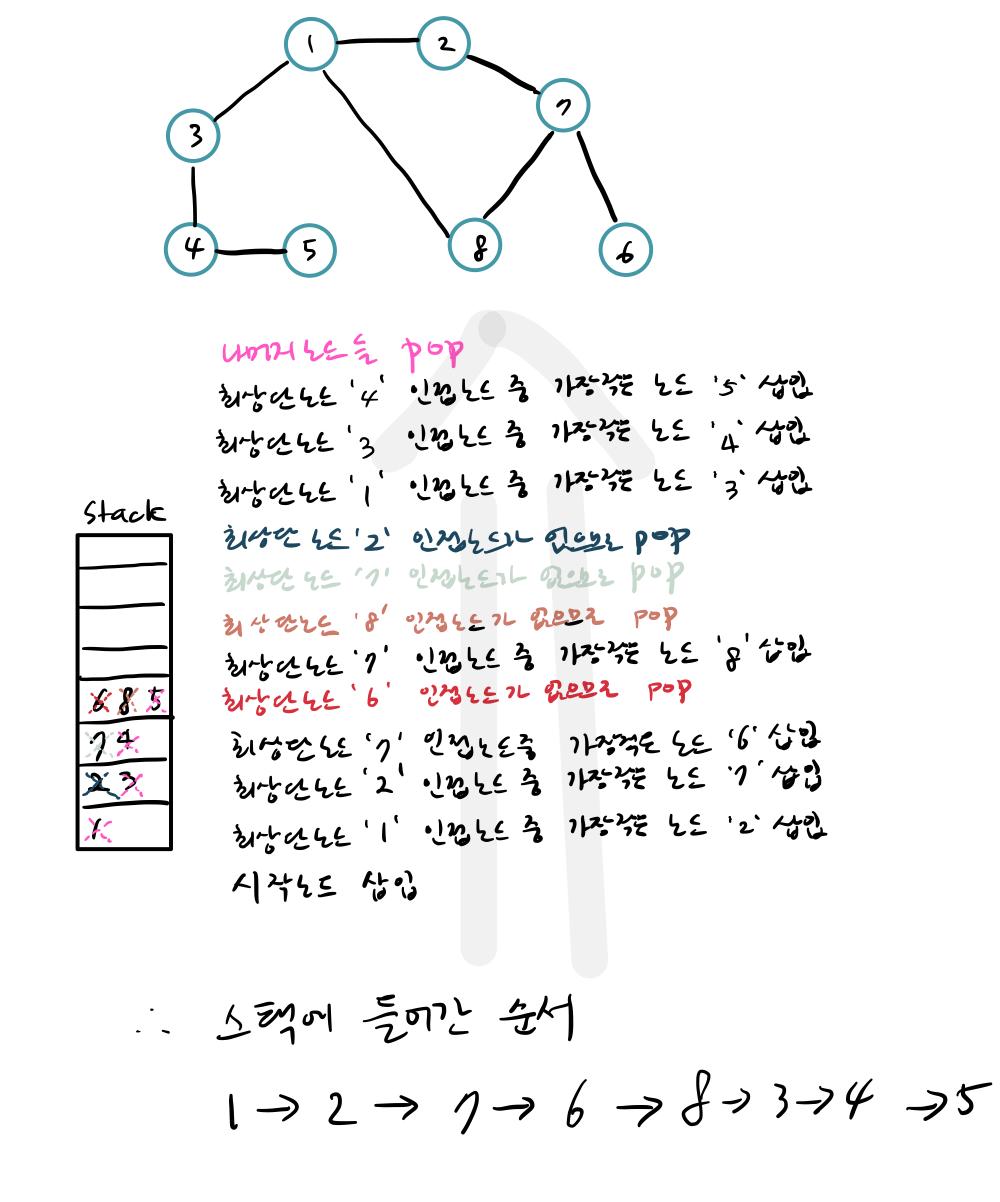 1 2
7
3
4 5 8 6
나머지노드들 pop
최상단노드 '4' 인접노드 중 가장작은 노드 '5' 삽입
최상단노드 '3 인접노드 중 가장작은 노드 '4' 삽입
최상단노드 '1' 인접노드 중 가장작은 노드 '3' 삽입
stack
최상단 노드 '2' 인접노드가 없으므로 pop
최상단노드 '7' 인접노드가 없으므로 pop
최상단노드 '8' 인접노드가 없으므로 pop
최상단노드 '7' 인접노드 중 가장작은 노드 '8' 삽입
6 8 5
최상단노드 '6' 인접노드가 없으므로 pop
7 4
최상단노드 '7' 인접노드중 가장적은 노드 '6' 삽입
2 3
최상단노드 '2' 인접노드 중 가장작은 노드 '7' 삽입
1
최상단노드 '1' 인접노드 중 가장작은 노드 '2' 삽입
시작노드 삽입
∴ 스택에 들어간 순서
1 → 2 → 7 → 6 → 8 → 3 → 4 → 5